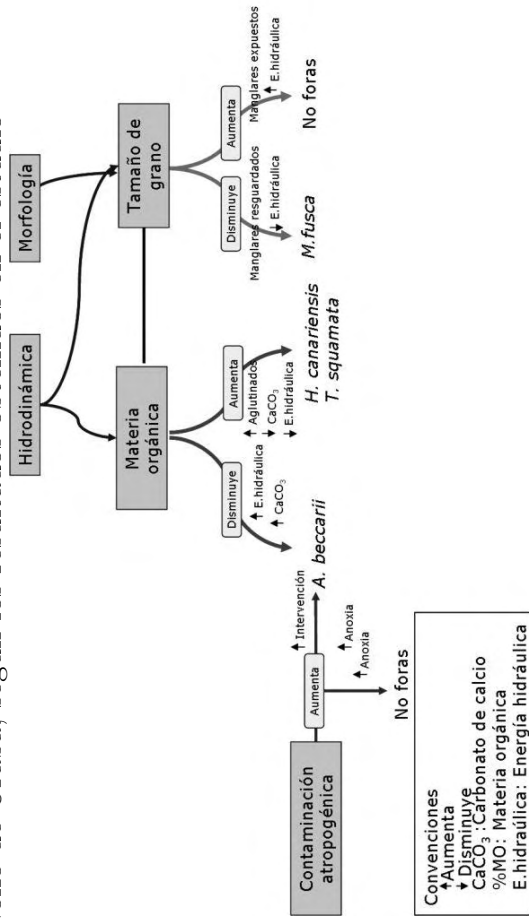 Hidrodinámica
Morfología
Materia
orgánica
Tamaño de
grano
Disminuye
↑ E.hidráulica
↑ CaCO₃
Aumenta
↑ Aglutinados
↓ CaCO₃
↓ E.hidráulica
Disminuye
Manglares resguardados
↓ E.hidráulica
Aumenta
Manglares expuestos
↑ E.hidráulica
A. beccarii
H. canariensis
T. squamata
M.fusca
No foras
Contaminación
atropogénica
Aumenta
↑ Intervención
↑ Anoxia
↑ Anoxia
No foras
Convenciones
↑Aumenta
↓ Disminuye
CaCO₃ :Carbonato de calcio
%MO: Materia orgánica
E.hidraúlica: Energía hidráulica